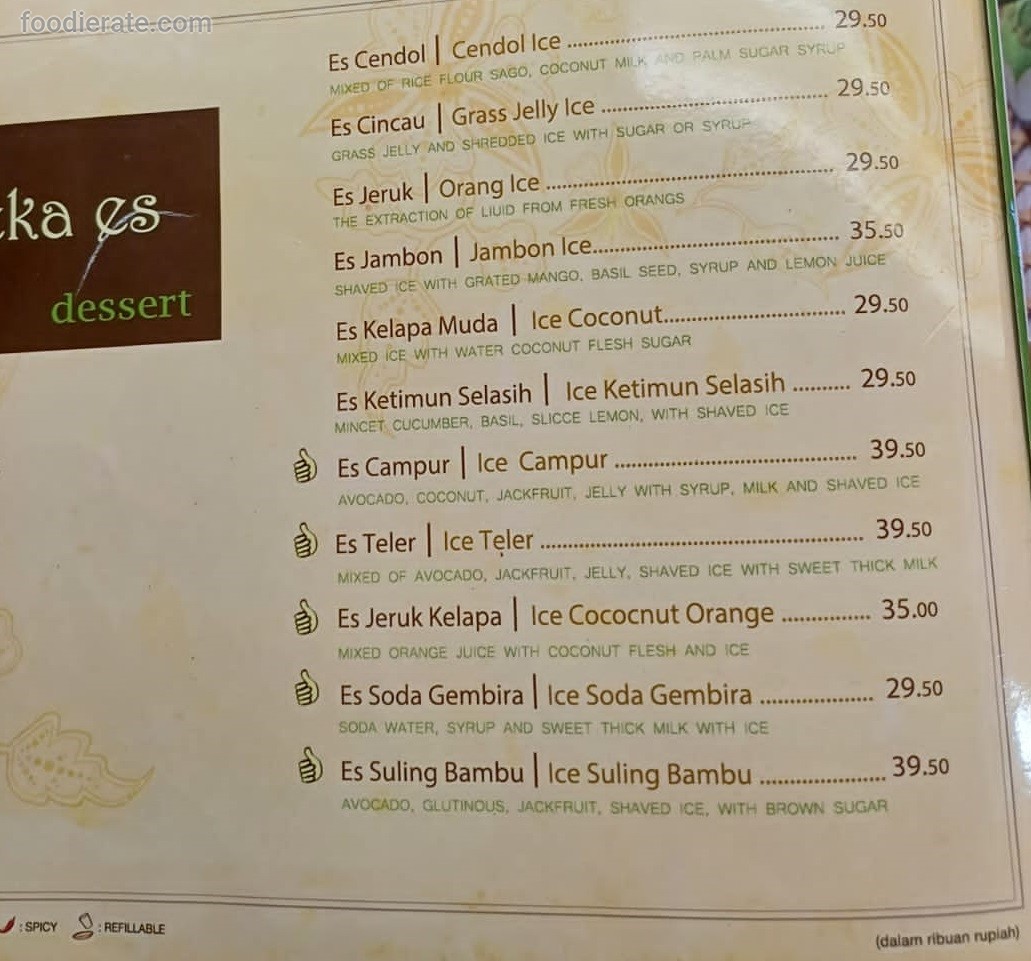 foodierate.com
Es Cendol | Cendol Ice ........ 29.50
MIXED OF RICE FLOUR SAGO, COCONUT MILK AND PALM SUGAR SYRUP
Es Cincau | Grass Jelly Ice ........ 29.50
GRASS JELLY AND SHREDDED ICE WITH SUGAR OR SYRUP
Es Jeruk | Orang Ice ........ 29.50
THE EXTRACTION OF LIUID FROM FRESH ORANGS
Es Jambon | Jambon Ice........ 35.50
SHAVED ICE WITH GRATED MANGO, BASIL SEED, SYRUP AND LEMON JUICE
Es Kelapa Muda | Ice Coconut........ 29.50
MIXED ICE WITH WATER COCONUT FLESH SUGAR
Es Ketimun Selasih | Ice Ketimun Selasih ........ 29.50
MINCET CUCUMBER, BASIL, SLICCE LEMON, WITH SHAVED ICE
Es Campur | Ice Campur ........ 39.50
AVOCADO, COCONUT, JACKFRUIT, JELLY WITH SYRUP, MILK AND SHAVED ICE
Es Teler | Ice Teler ........ 39.50
MIXED OF AVOCADO, JACKFRUIT, JELLY, SHAVED ICE WITH SWEET THICK MILK
Es Jeruk Kelapa | Ice Cococnut Orange ........ 35.00
MIXED ORANGE JUICE WITH COCONUT FLESH AND ICE
Es Soda Gembira | Ice Soda Gembira ........ 29.50
SODA WATER, SYRUP AND SWEET THICK MILK WITH ICE
Es Suling Bambu | Ice Suling Bambu ........ 39.50
AVOCADO, GLUTINOUS, JACKFRUIT, SHAVED ICE, WITH BROWN SUGAR
es
dessert
: SPICY : REFILLABLE
(dalam ribuan rupiah)